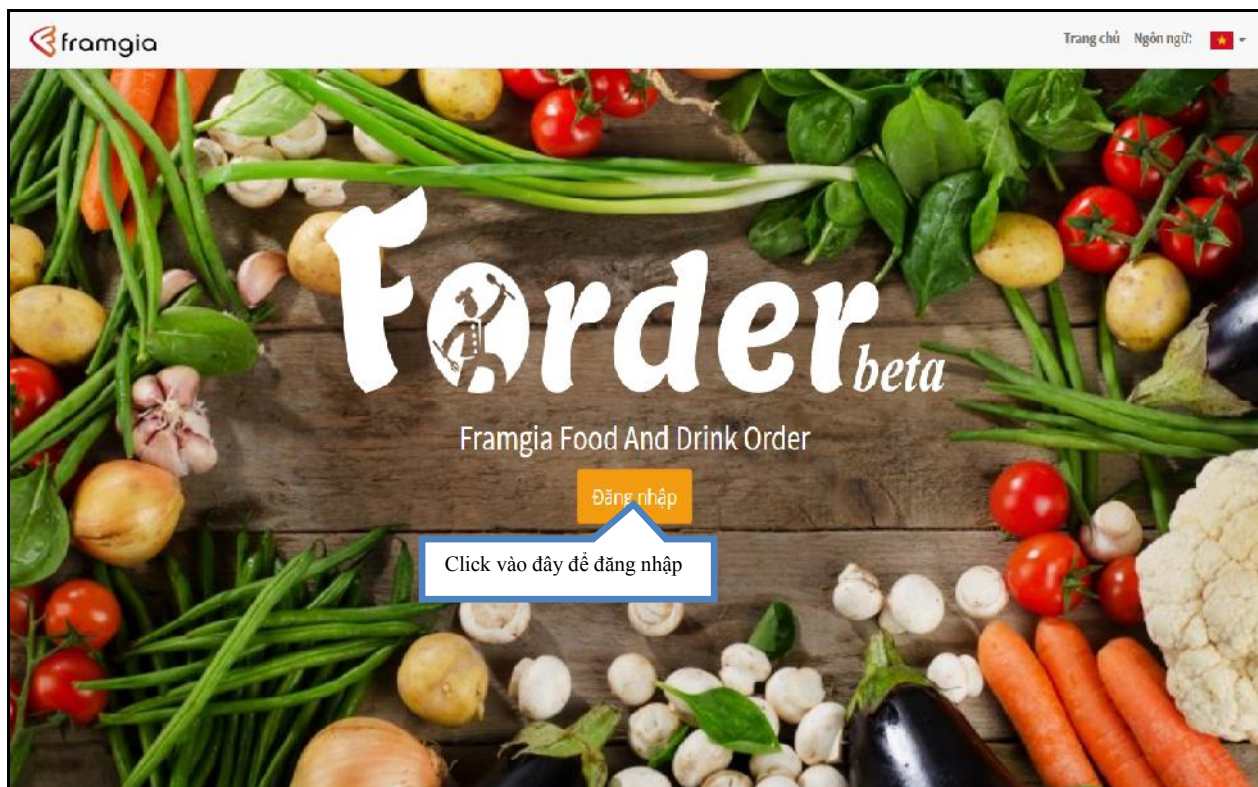 framgia
Trang chủ Ngôn ngữ:
Forder beta
Framgia Food And Drink Order
Đăng nhập
Click vào đây để đăng nhập